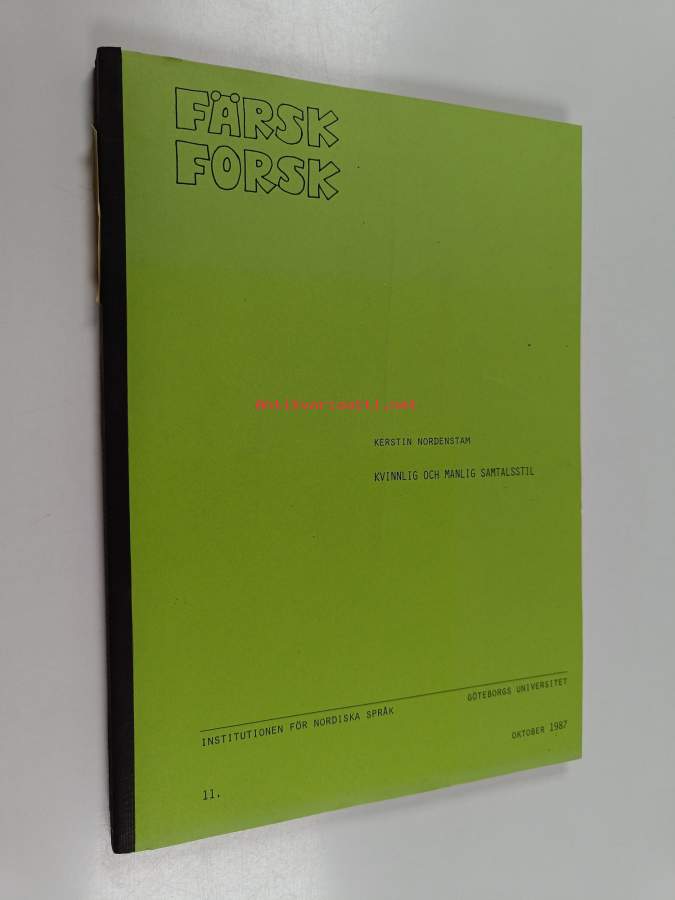 FÄRSK
FORSK
Antikvariaatti.net
KERSTIN NORDENSTAM
KVINNLIG OCH MANLIG SAMTALSSTIL
INSTITUTIONEN FÖR NORDISKA SPRÅK
GÖTEBORGS UNIVERSITET
OKTOBER 1987
11.